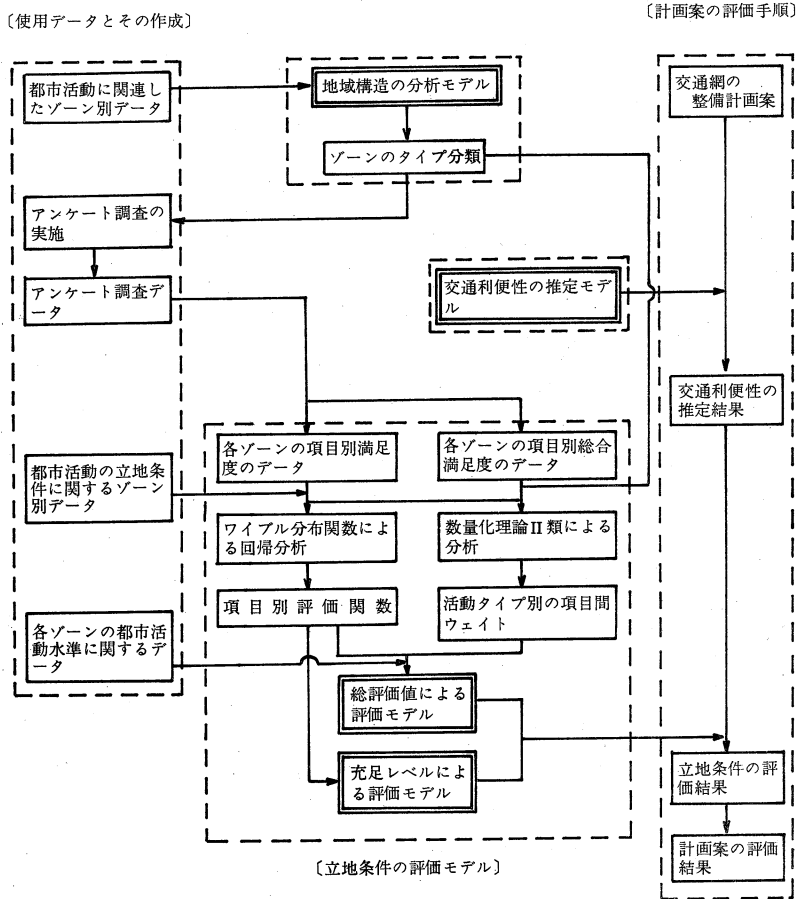 〔使用データとその作成〕
〔計画案の評価手順〕
都市活動に関連し
たゾーン別データ
地域構造の分析モデル
ゾーンのタイプ分類
交通網の
整備計画案
アンケート調査の
実施
アンケート調査デ
ータ
交通利便性の推定モデ
ル
交通利便性の
推定結果
各ゾーンの項目別満足
度のデータ
各ゾーンの項目別総合
満足度のデータ
都市活動の立地条
件に関するゾーン
別データ
ワイブル分布関数によ
る回帰分析
数量化理論II類による
分析
項目別評価関数
活動タイプ別の項目間
ウェイト
各ゾーンの都市活
動水準に関するデ
ータ
総評価値による
評価モデル
充足レベルによ
る評価モデル
立地条件の評
価結果
計画案の評価
結果
〔立地条件の評価モデル〕